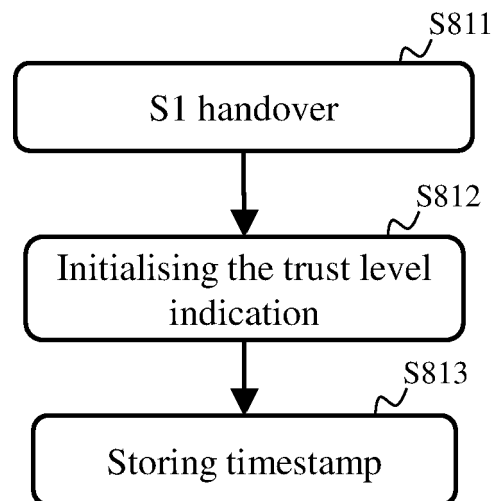 S811
S1 handover
S812
Initialising the trust level
indication
S813
Storing timestamp